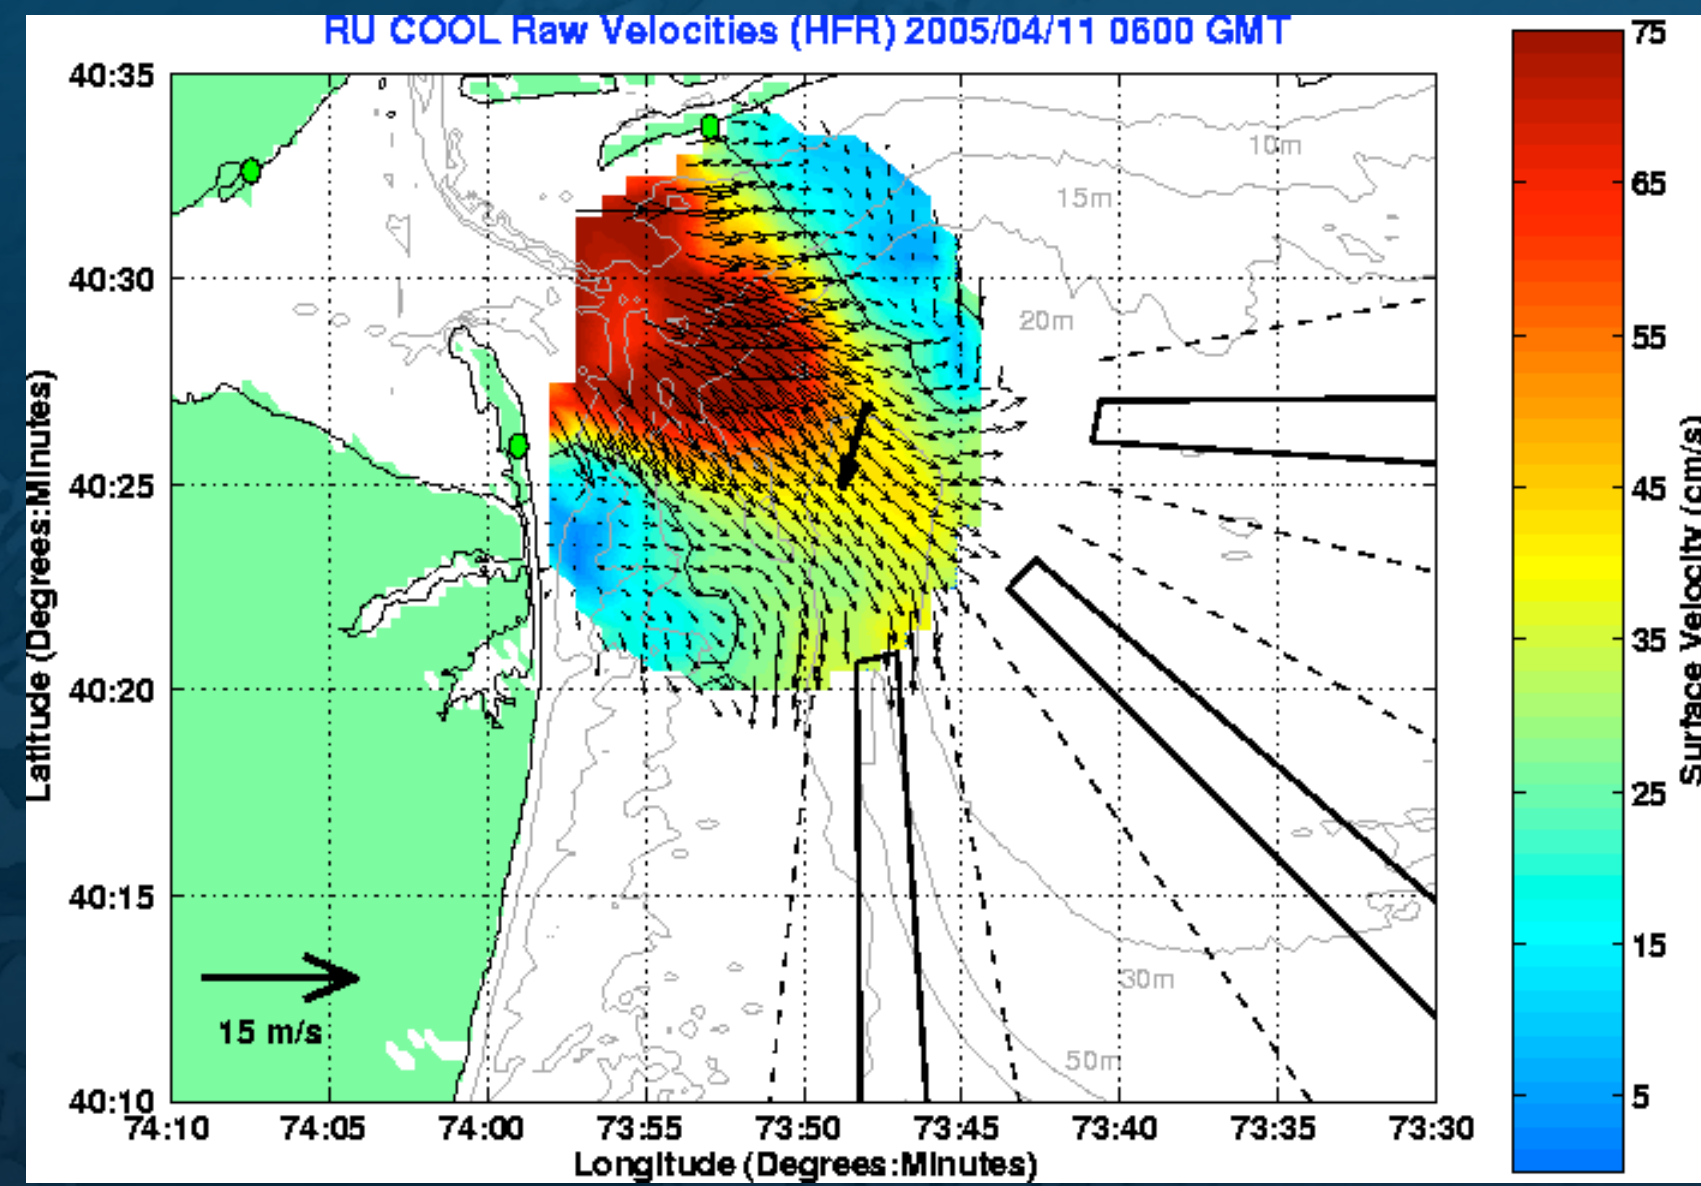 RU COOL Raw Velocities (HFR) 2005/04/11 0600 GMT
40:35
40:30
40:25
40:20
40:15
40:10
Latitude (Degrees:Minutes)
10m
15m
20m
30m
50m
15 m/s
74:10 74:05 74:00 73:55 73:50 73:45 73:40 73:35 73:30
Longitude (Degrees:Minutes)
75
65
55
45
35
25
15
5
Surface Velocity (cm/s)